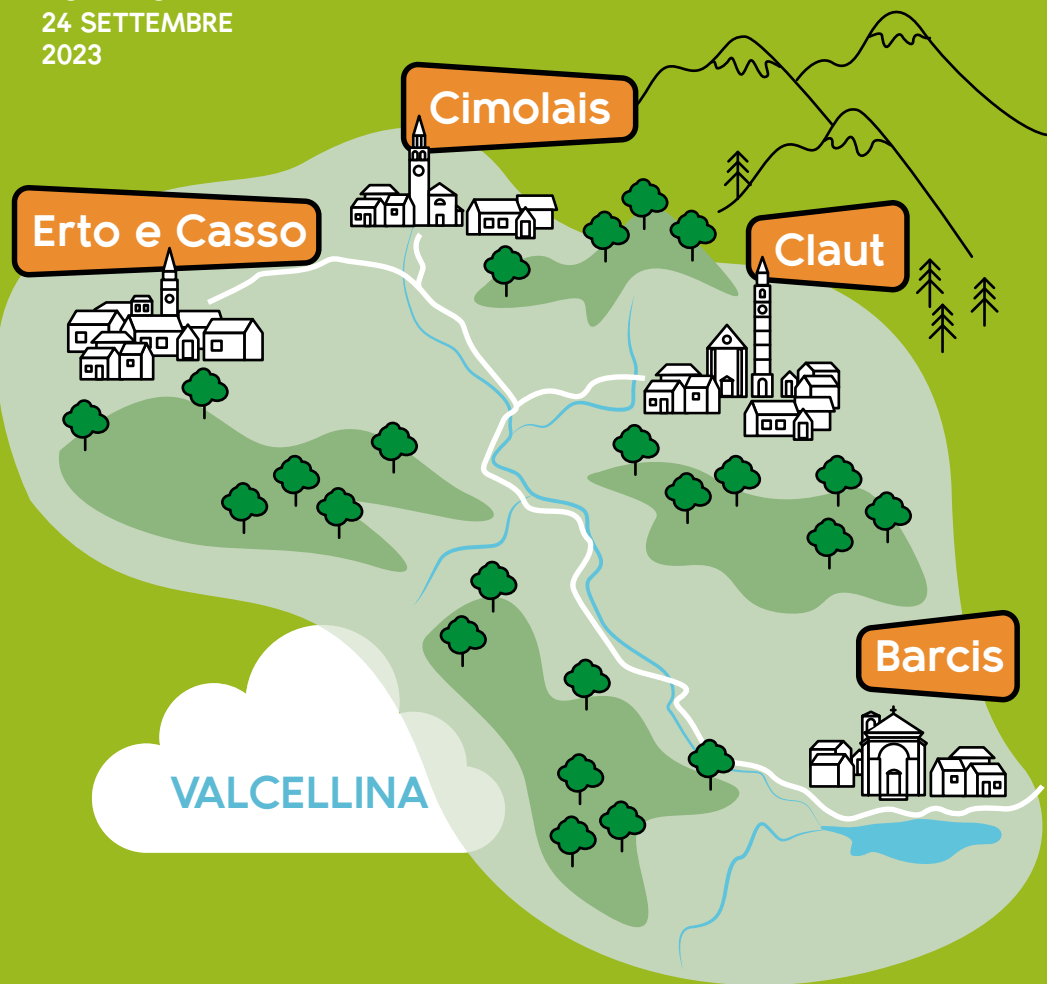 24 SETTEMBRE
2023
Cimolais
Erto e Casso
Claut
Barcis
VALCELLINA